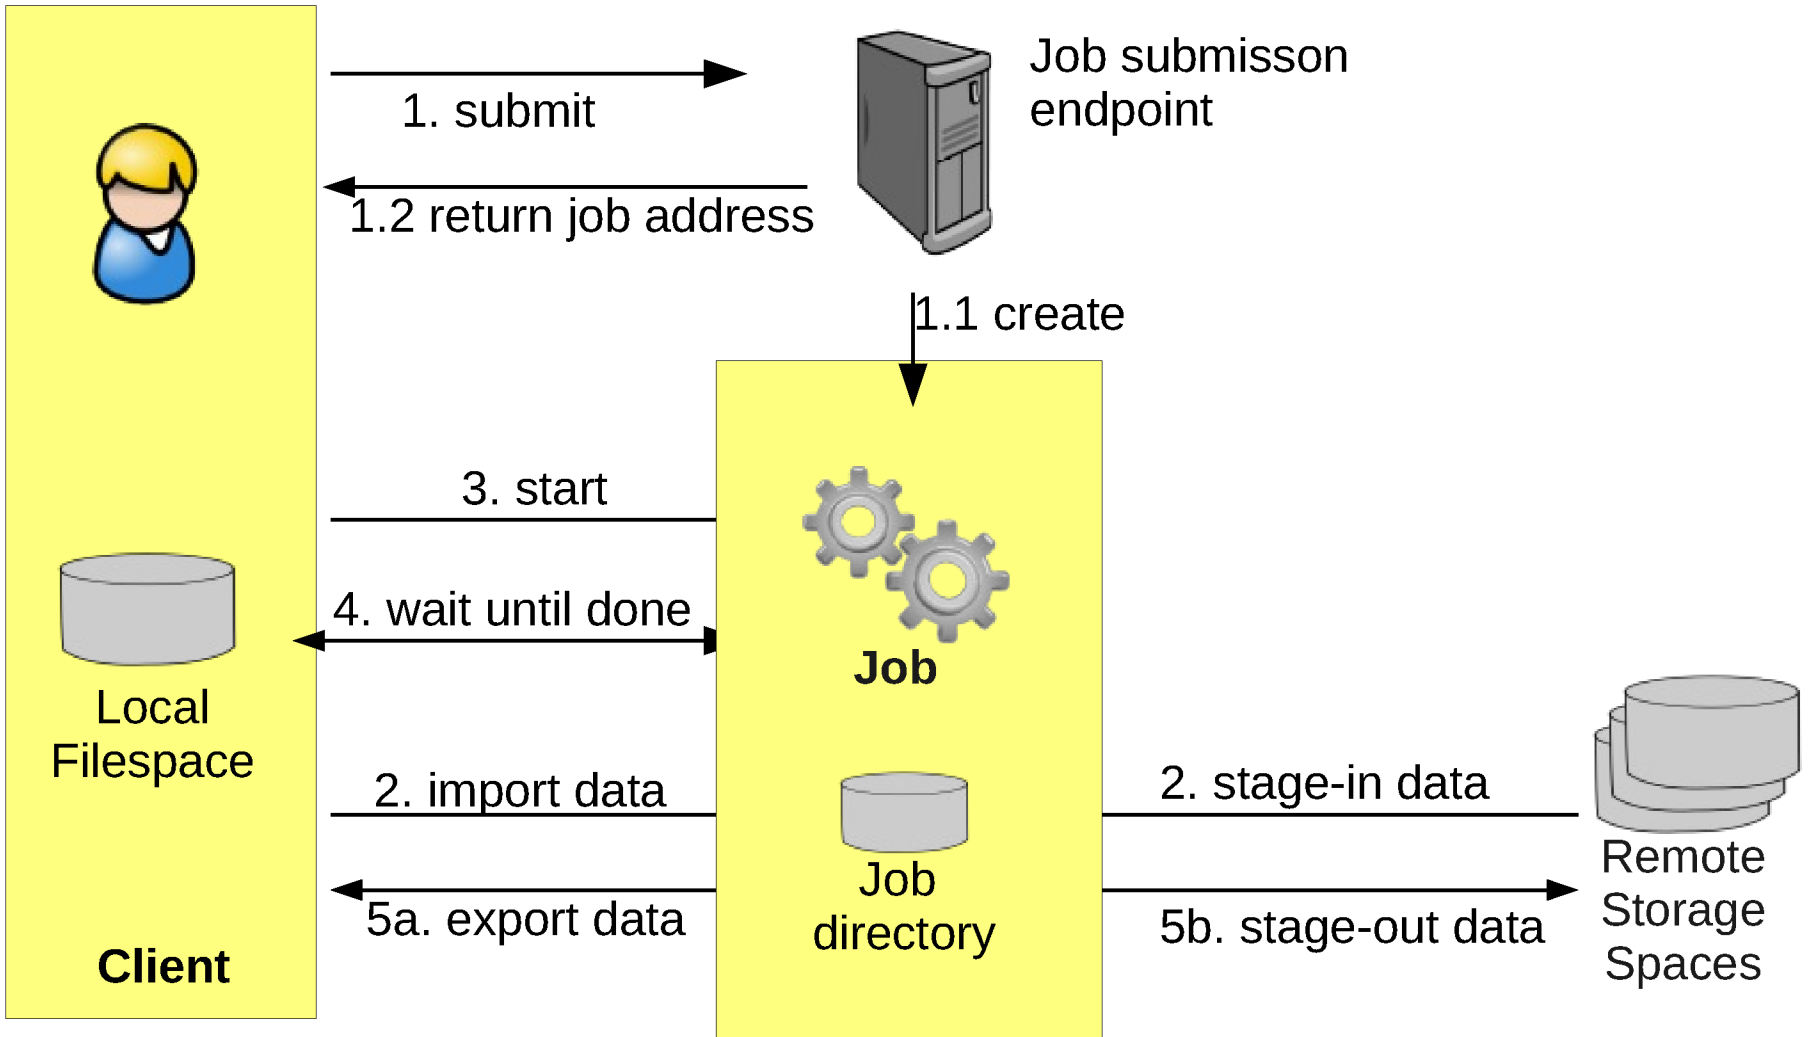 Job submisson
endpoint
1. submit
1.2 return job address
1.1 create
3. start
4. wait until done
Job
Local
Filespace
2. import data
2. stage-in data
Job
directory
5a. export data
5b. stage-out data
Remote
Storage
Spaces
Client